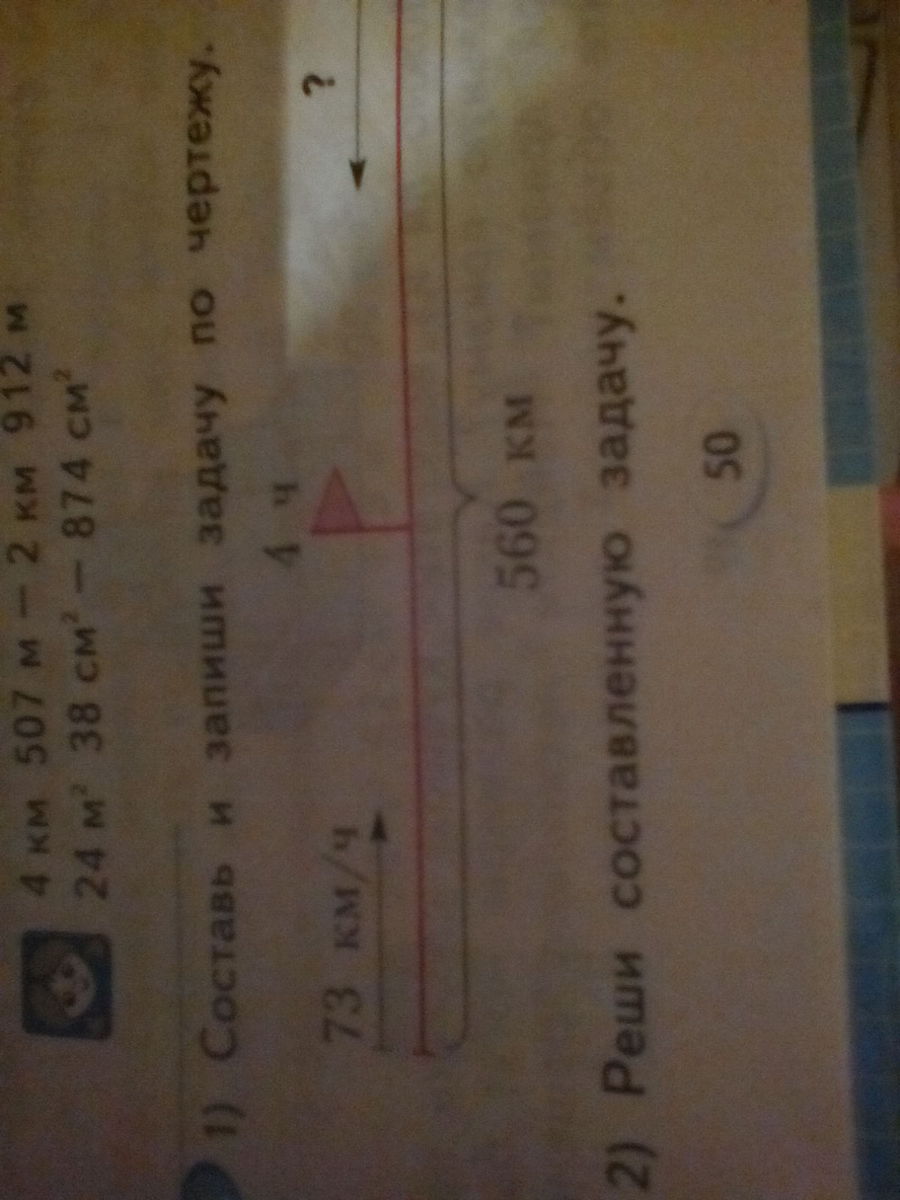 4 км 507 м – 2 км 912 м
24 м² 38 см² – 874 см²
1) Составь и запиши задачу по чертежу.
4 ч
73 км/ч
?
560 км
2) Реши составленную задачу.
50